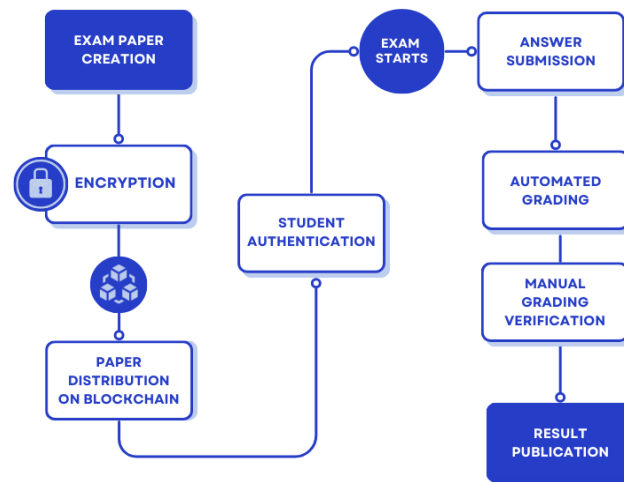 EXAM PAPER
CREATION
ENCRYPTION
PAPER
DISTRIBUTION
ON BLOCKCHAIN
STUDENT
AUTHENTICATION
EXAM
STARTS
ANSWER
SUBMISSION
AUTOMATED
GRADING
MANUAL
GRADING
VERIFICATION
RESULT
PUBLICATION